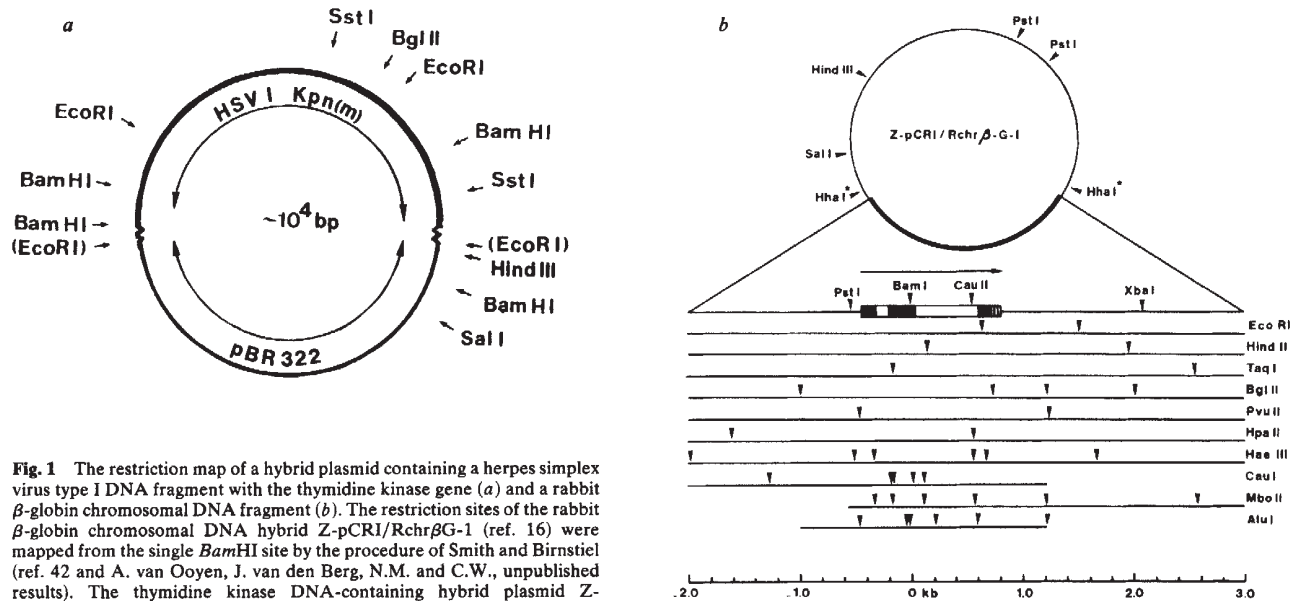 a
Sst I
Bgl II
EcoRI
HSV I Kpn(m)
EcoRI
Bam HI
Bam HI
Sst I
Bam HI
~10⁴ bp
(EcoRI)
(EcoRI)
Hind III
Bam HI
Sal I
pBR 322
Fig. 1 The restriction map of a hybrid plasmid containing a herpes simplex
virus type I DNA fragment with the thymidine kinase gene (a) and a rabbit
β-globin chromosomal DNA fragment (b). The restriction sites of the rabbit
β-globin chromosomal DNA hybrid Z-pCRI/RchrβG-1 (ref. 16) were
mapped from the single BamHI site by the procedure of Smith and Birnstiel
(ref. 42 and A. van Ooyen, J. van den Berg, N.M. and C.W., unpublished
results). The thymidine kinase DNA-containing hybrid plasmid Z-
b
Pst I
Pst I
Hind III
Z-pCRI/Rchr β-G-I
Sal I
Hha I*
Hha I*
Pst I
Bam I
Cau II
Xba I
Eco RI
Hind II
Taq I
Bgl II
Pvu II
Hpa II
Hae III
Cau I
Mbo II
Alu I
-2.0 -1.0 0 kb 1.0 2.0 3.0